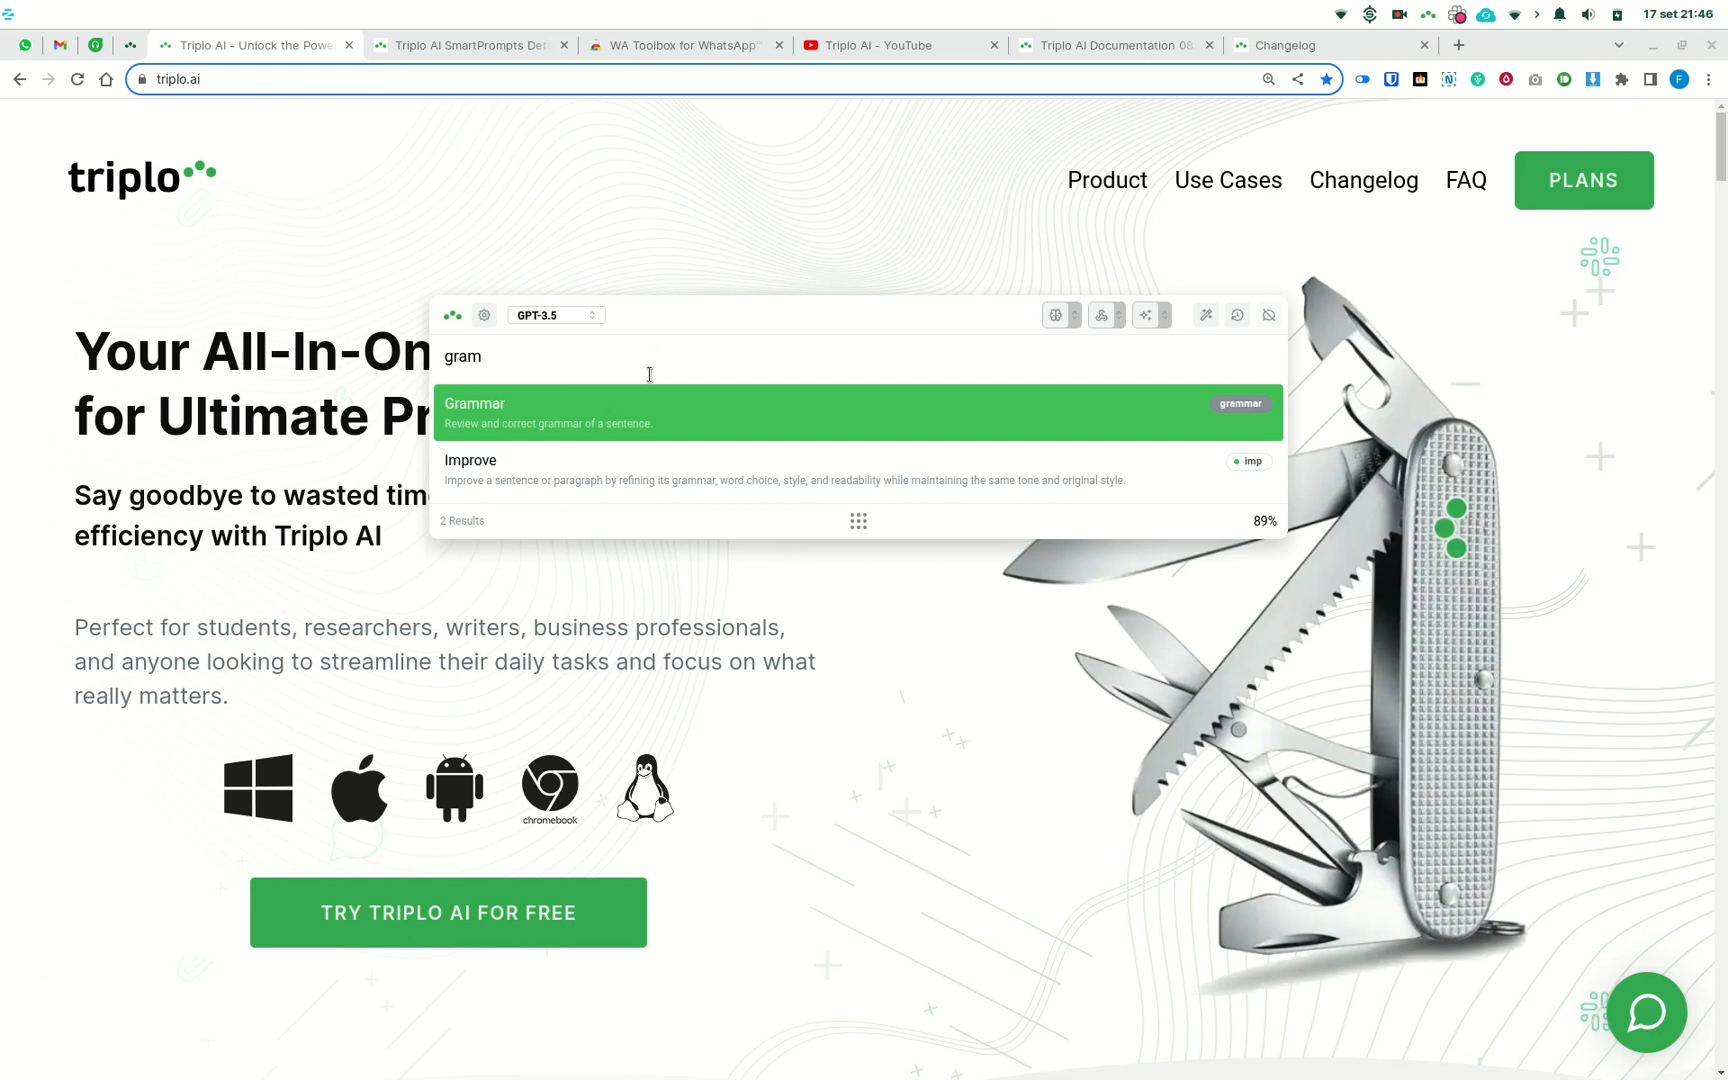 17 set 21:46
Triplo AI - Unlock the Powe
Triplo AI SmartPrompts Det
WA Toolbox for WhatsApp™
Triplo AI - YouTube
Triplo AI Documentation 08
Changelog
triplo.ai
F
triplo
Product
Use Cases
Changelog
FAQ
PLANS
GPT-3.5
gram
Grammar
grammar
Review and correct grammar of a sentence.
Improve
imp
Improve a sentence or paragraph by refining its grammar, word choice, style, and readability while maintaining the same tone and original style.
2 Results
89%
Your All-In-On
for Ultimate Pr
Say goodbye to wasted tim
efficiency with Triplo AI
Perfect for students, researchers, writers, business professionals,
and anyone looking to streamline their daily tasks and focus on what
really matters.
chromebook
TRY TRIPLO AI FOR FREE